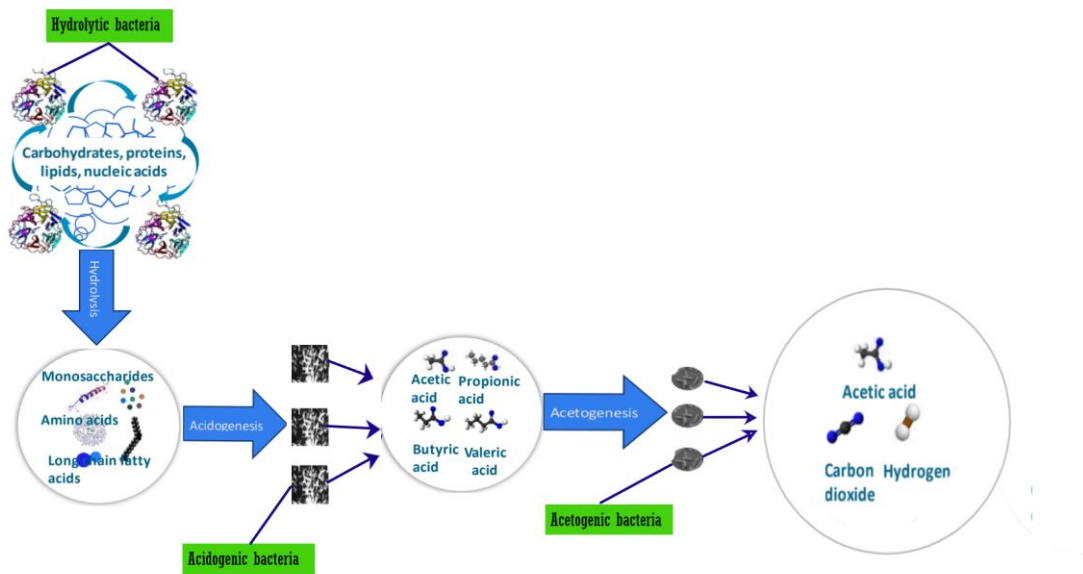 Hydrolytic bacteria
Carbohydrates, proteins,
lipids, nucleic acids
Hydrolysis
Monosaccharides
Amino acids
Long chain fatty
acids
Acidogenesis
Acidogenic bacteria
Acetic
acid
Propionic
acid
Butyric
acid
Valeric
acid
Acetogenesis
Acetogenic bacteria
Acetic acid
Carbon
dioxide
Hydrogen